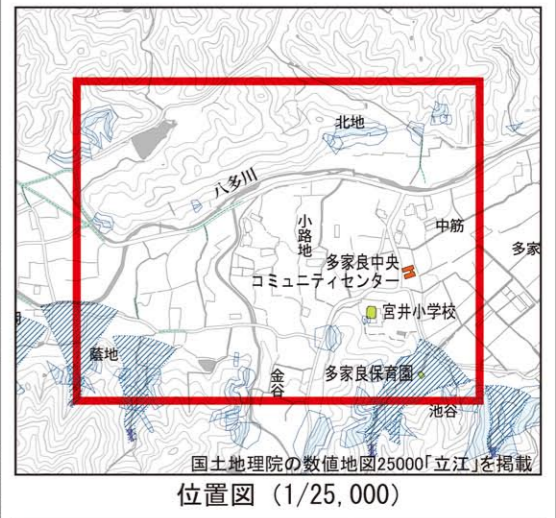 北地
八多川
小路地
中筋
多家
多家良中央
コミュニティセンター
宮井小学校
墓地
金谷
多家良保育園
池谷
国土地理院の数値地図25000「立江」を掲載
位置図 (1/25,000)